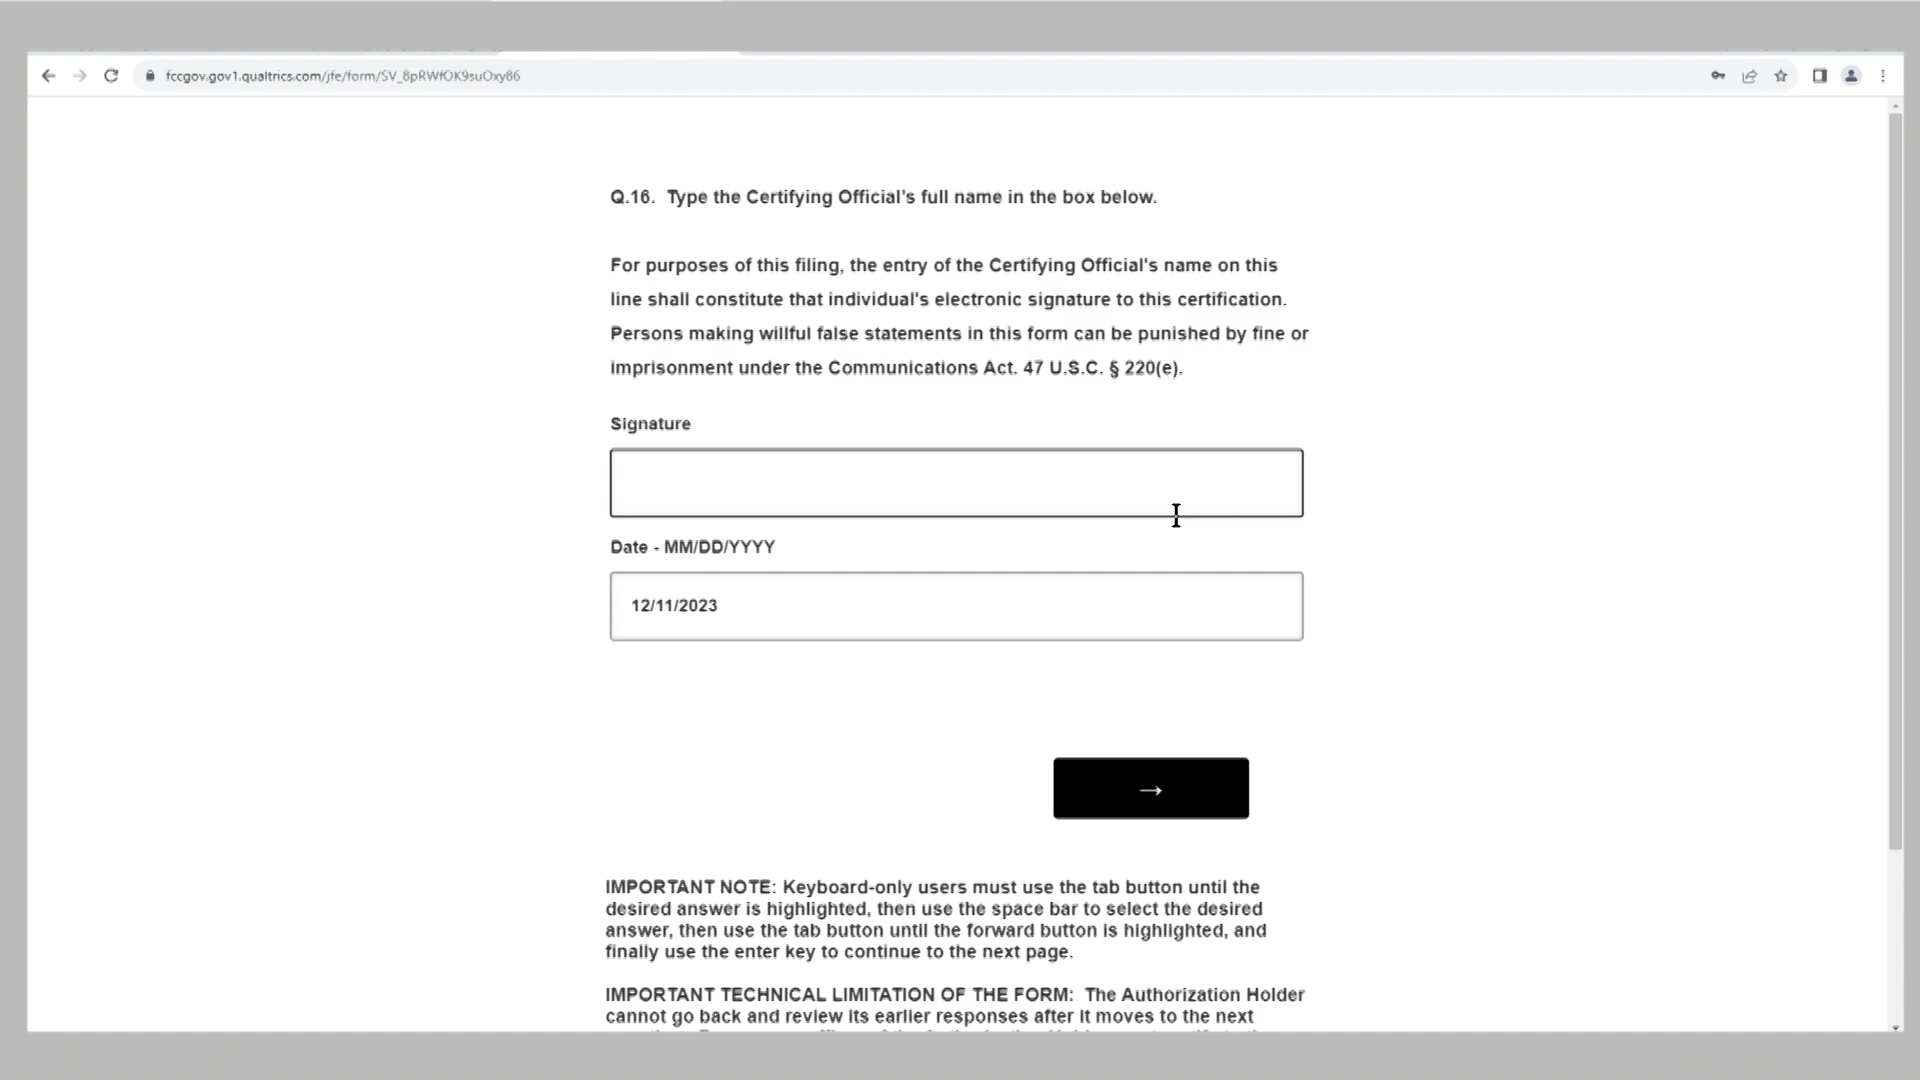 fccgov.gov1.qualtrics.com/jfe/form/SV_8pRWfOK9suOxy86
Q.16. Type the Certifying Official's full name in the box below.
For purposes of this filing, the entry of the Certifying Official's name on this
line shall constitute that individual's electronic signature to this certification.
Persons making willful false statements in this form can be punished by fine or
imprisonment under the Communications Act. 47 U.S.C. § 220(e).
Signature
Date - MM/DD/YYYY
12/11/2023
→
IMPORTANT NOTE: Keyboard-only users must use the tab button until the
desired answer is highlighted, then use the space bar to select the desired
answer, then use the tab button until the forward button is highlighted, and
finally use the enter key to continue to the next page.
IMPORTANT TECHNICAL LIMITATION OF THE FORM: The Authorization Holder
cannot go back and review its earlier responses after it moves to the next